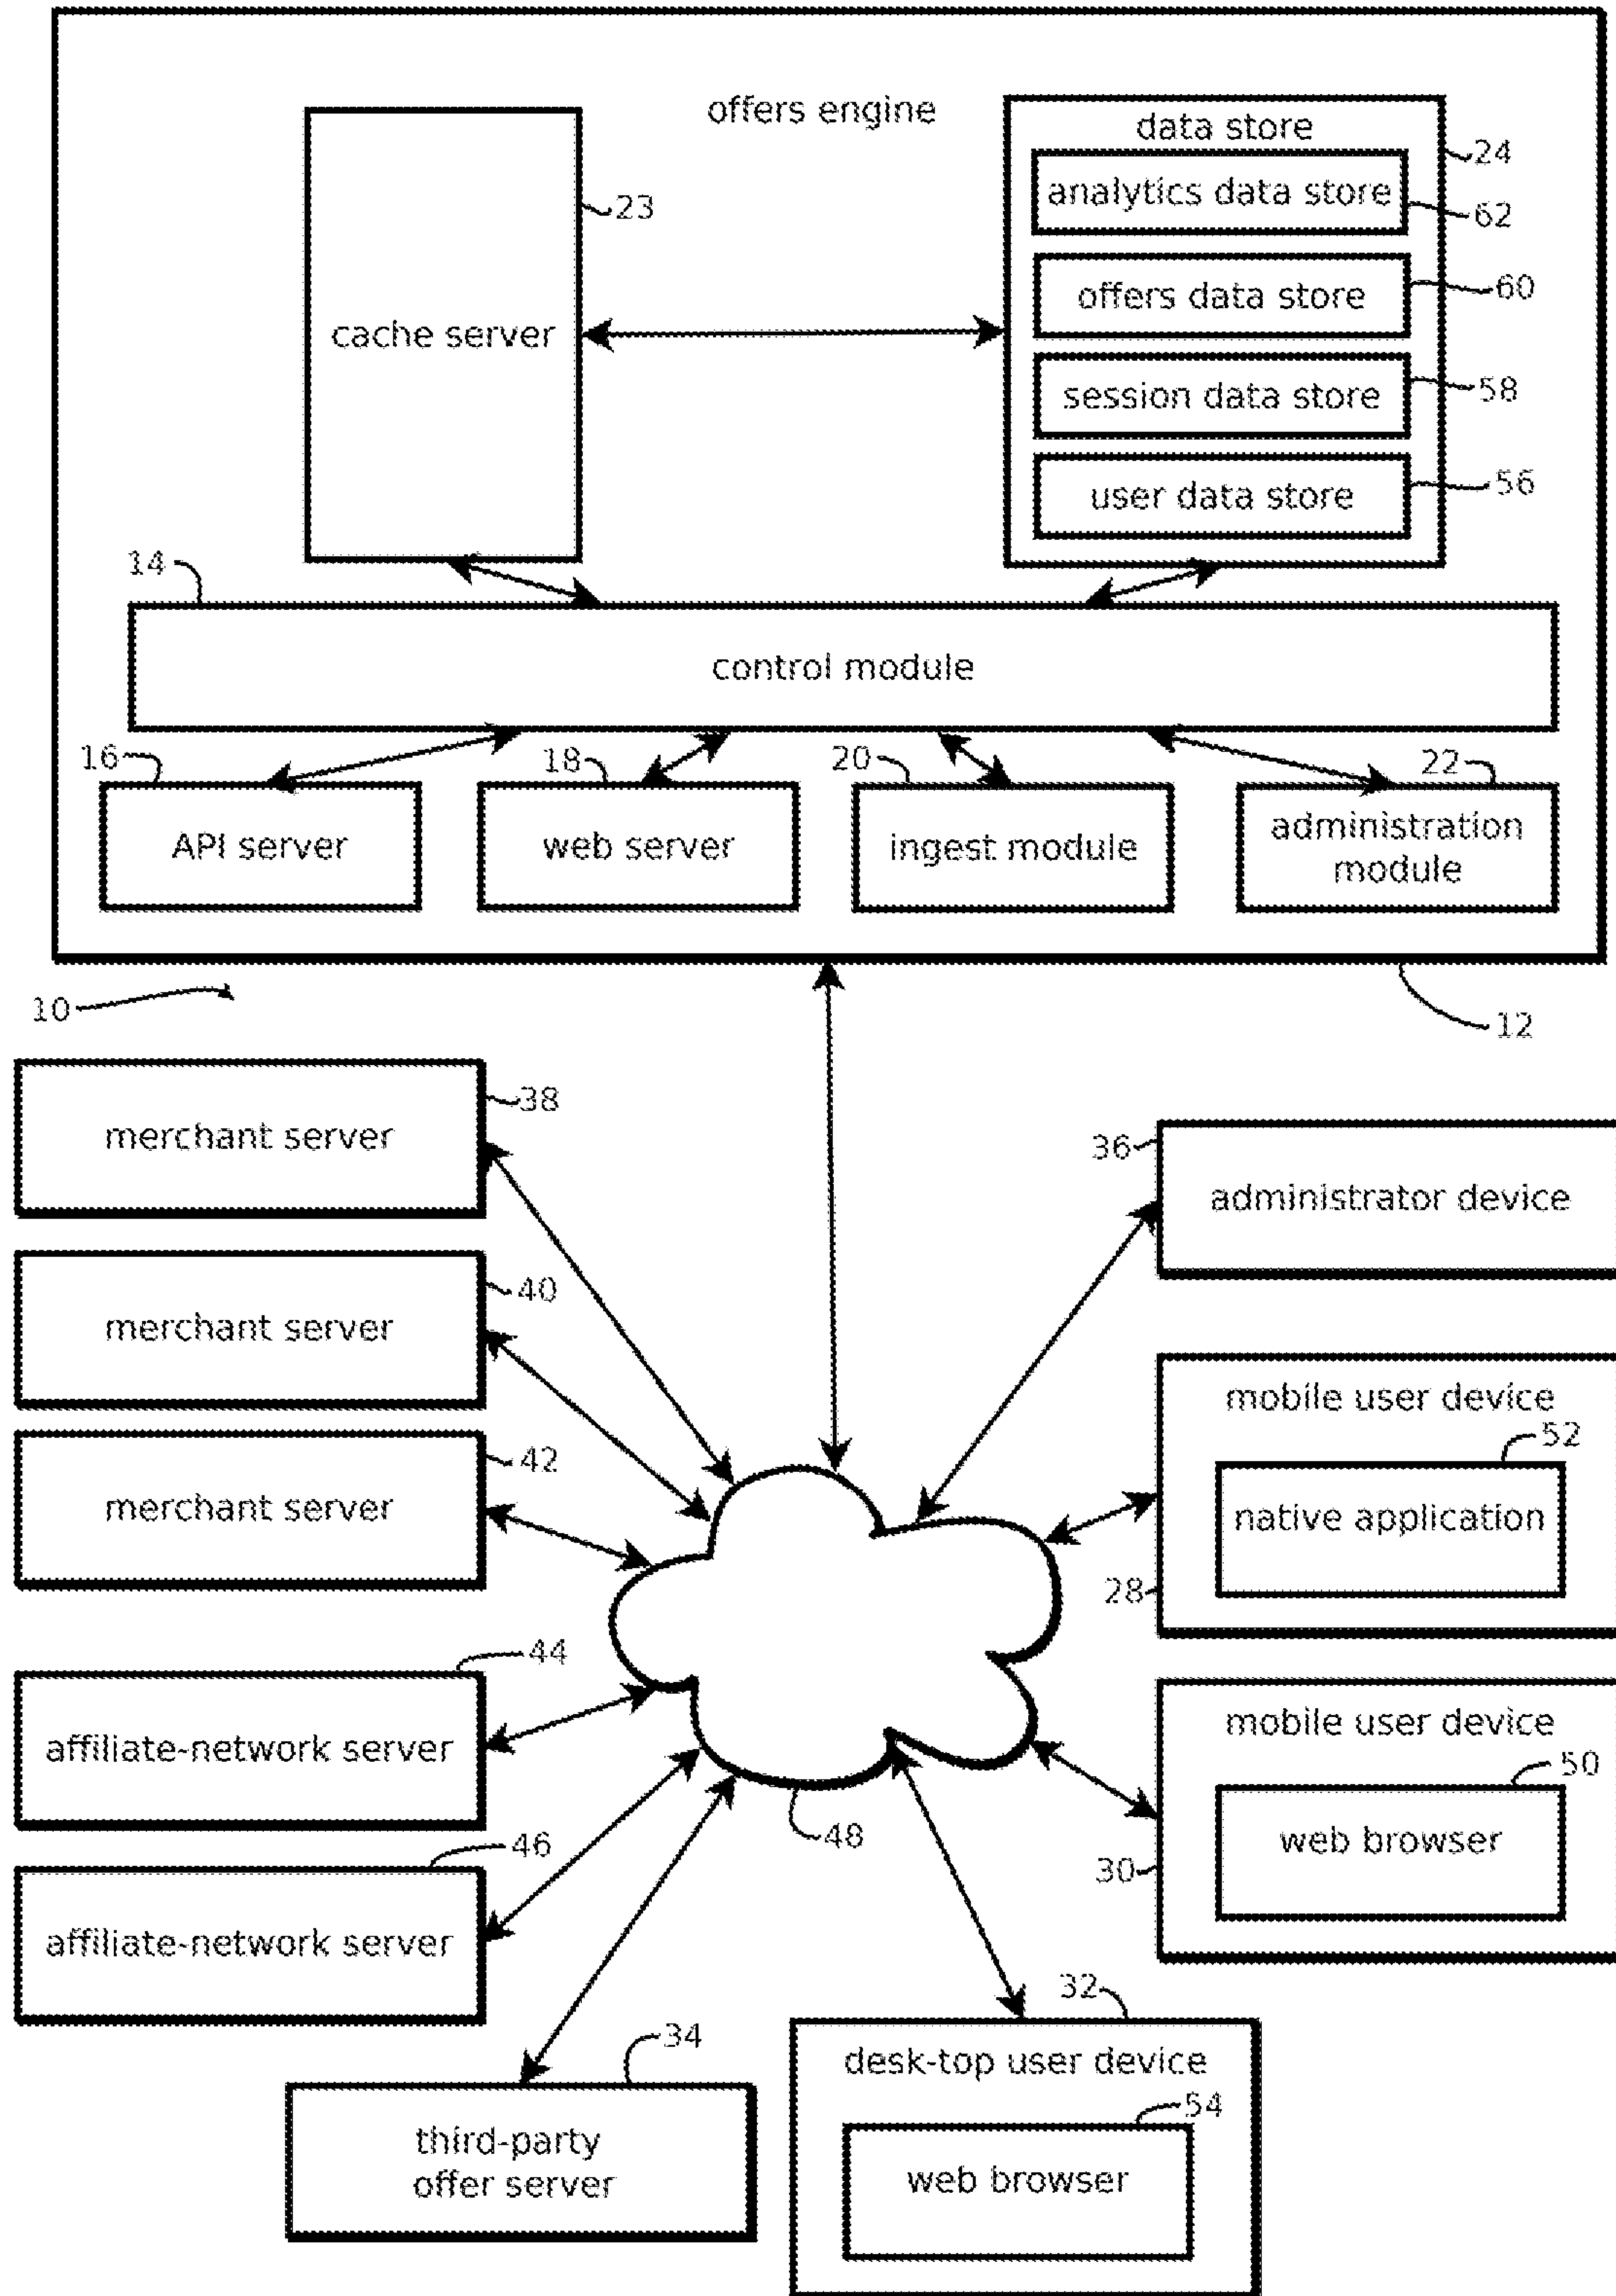 offers engine
data store
24
analytics data store
62
23
offers data store
60
cache server
session data store
58
user data store
56
14
control module
16
18
20
22
API server
web server
ingest module
administration
module
10
12
merchant server
38
36
administrator device
merchant server
40
mobile user device
52
native application
28
merchant server
42
44
affiliate-network server
mobile user device
50
web browser
30
46
affiliate-network server
48
32
desk-top user device
54
web browser
34
third-party
offer server